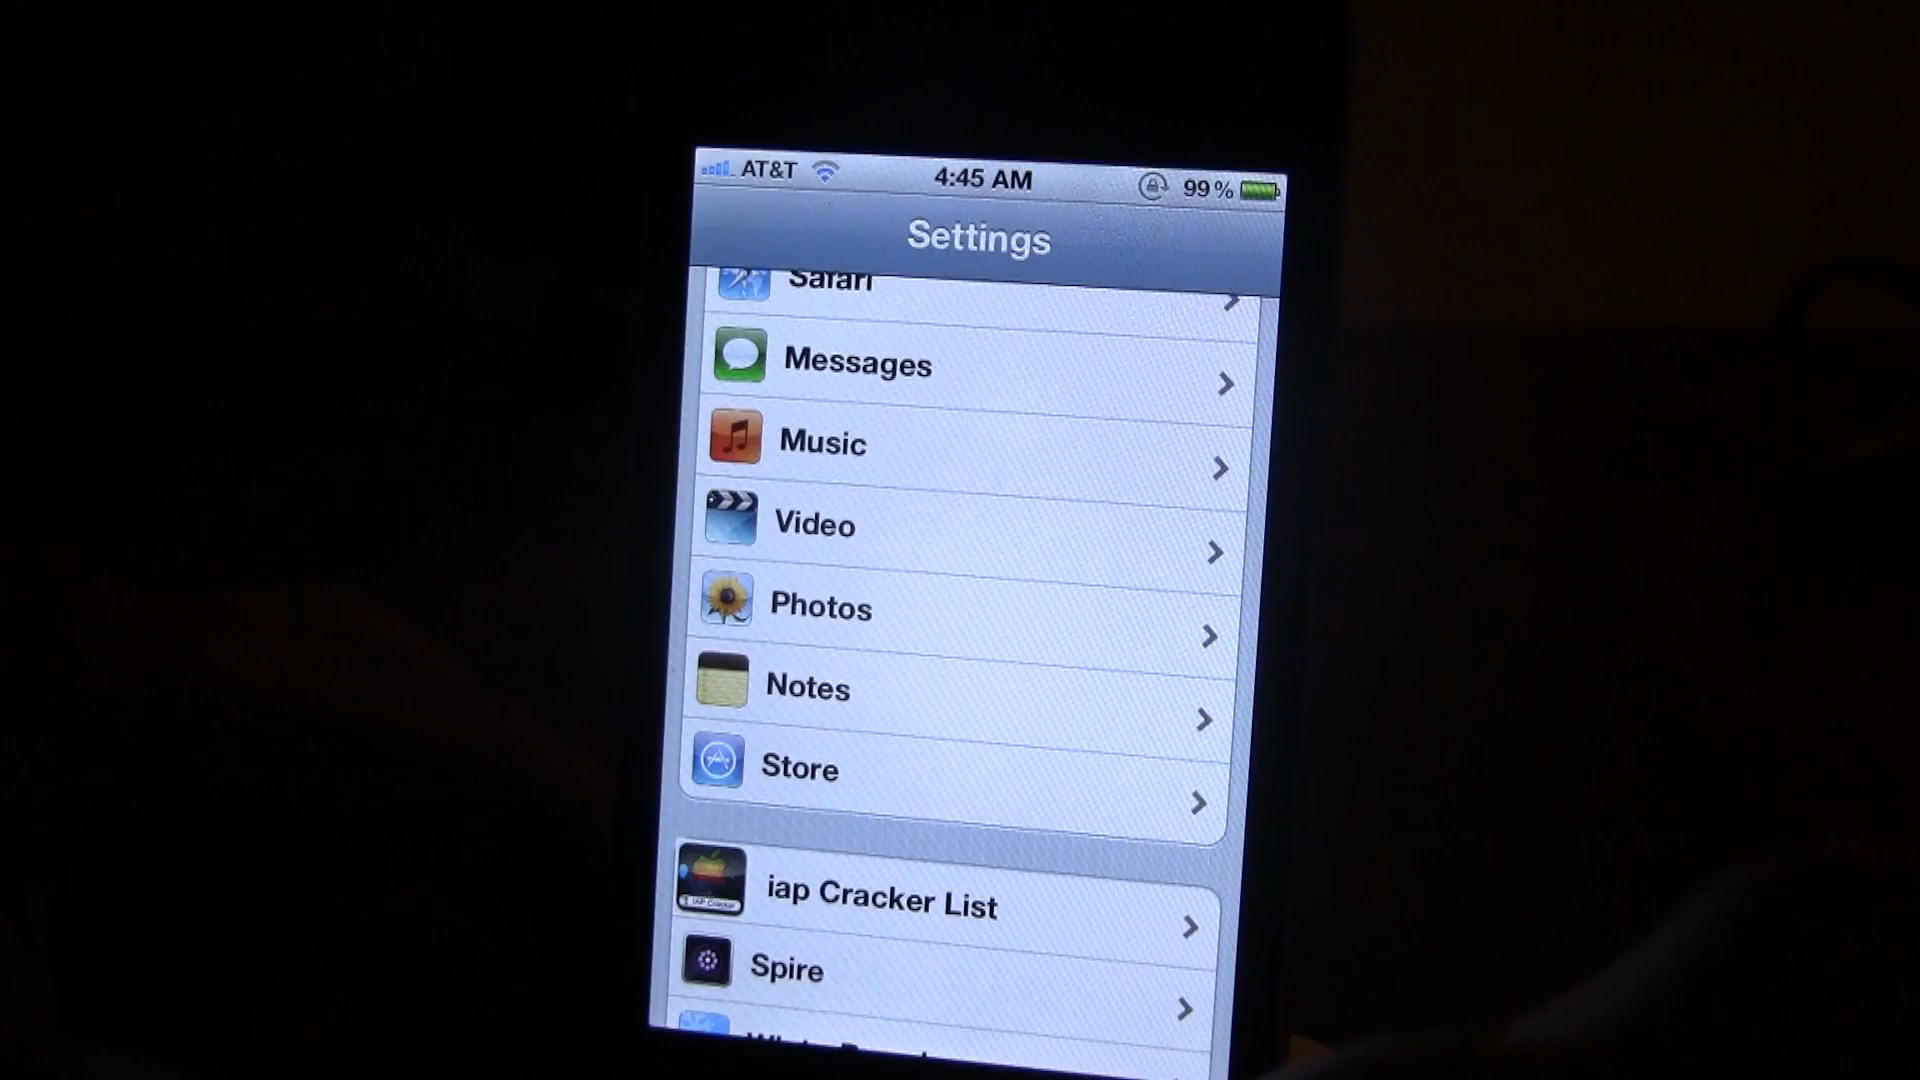 AT&T 4:45 AM 99%
Settings
Safari
Messages
Music
Video
Photos
Notes
Store
iap Cracker List
Spire